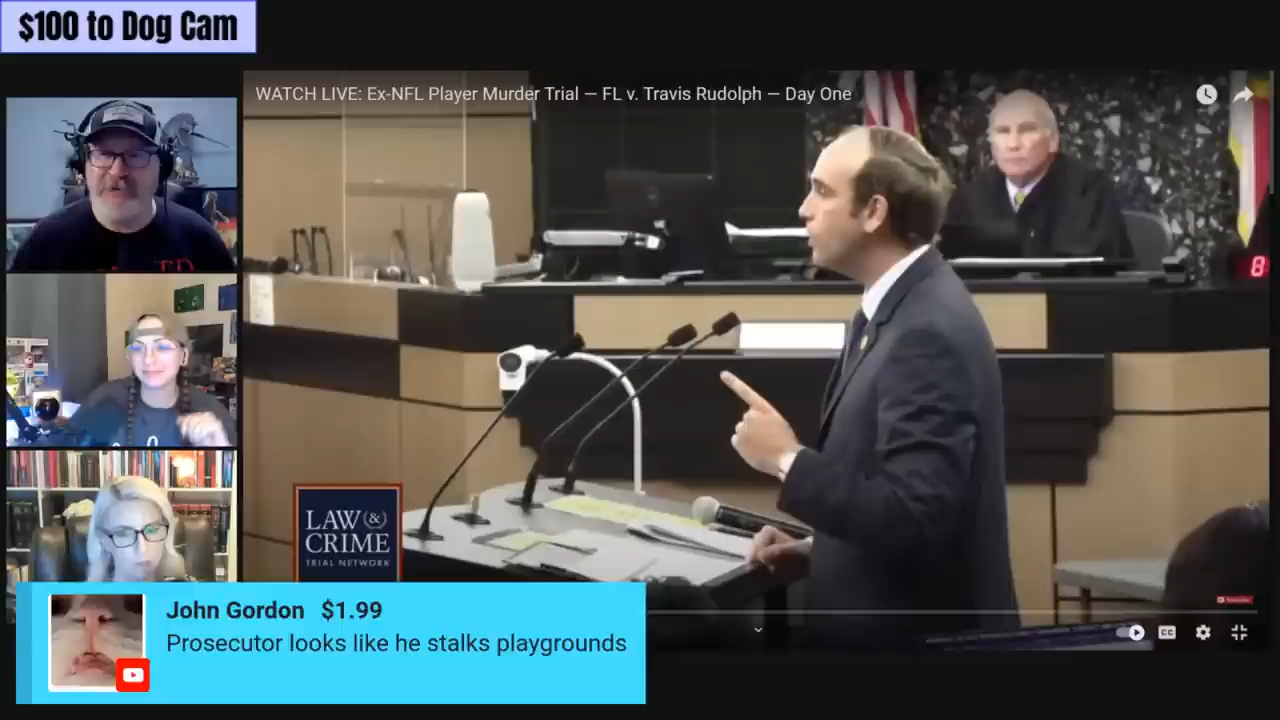 $100 to Dog Cam
WATCH LIVE: Ex-NFL Player Murder Trial — FL v. Travis Rudolph — Day One
8
LAW &
CRIME
TRIAL NETWORK
CC
John Gordon $1.99
Prosecutor looks like he stalks playgrounds